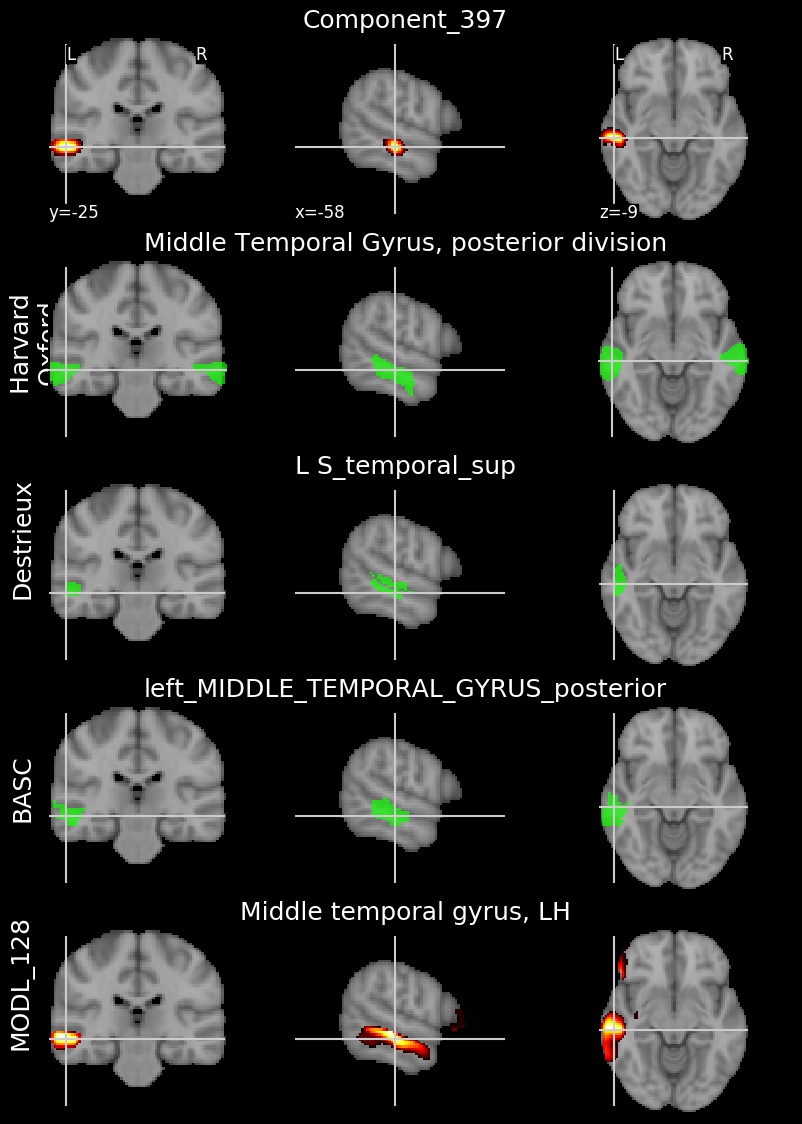 Component_397
L R L R
y=-25 x=-58 z=-9
Middle Temporal Gyrus, posterior division
Harvard
Oxford
L S_temporal_sup
Destrieux
left_MIDDLE_TEMPORAL_GYRUS_posterior
BASC
Middle temporal gyrus, LH
MODL_128